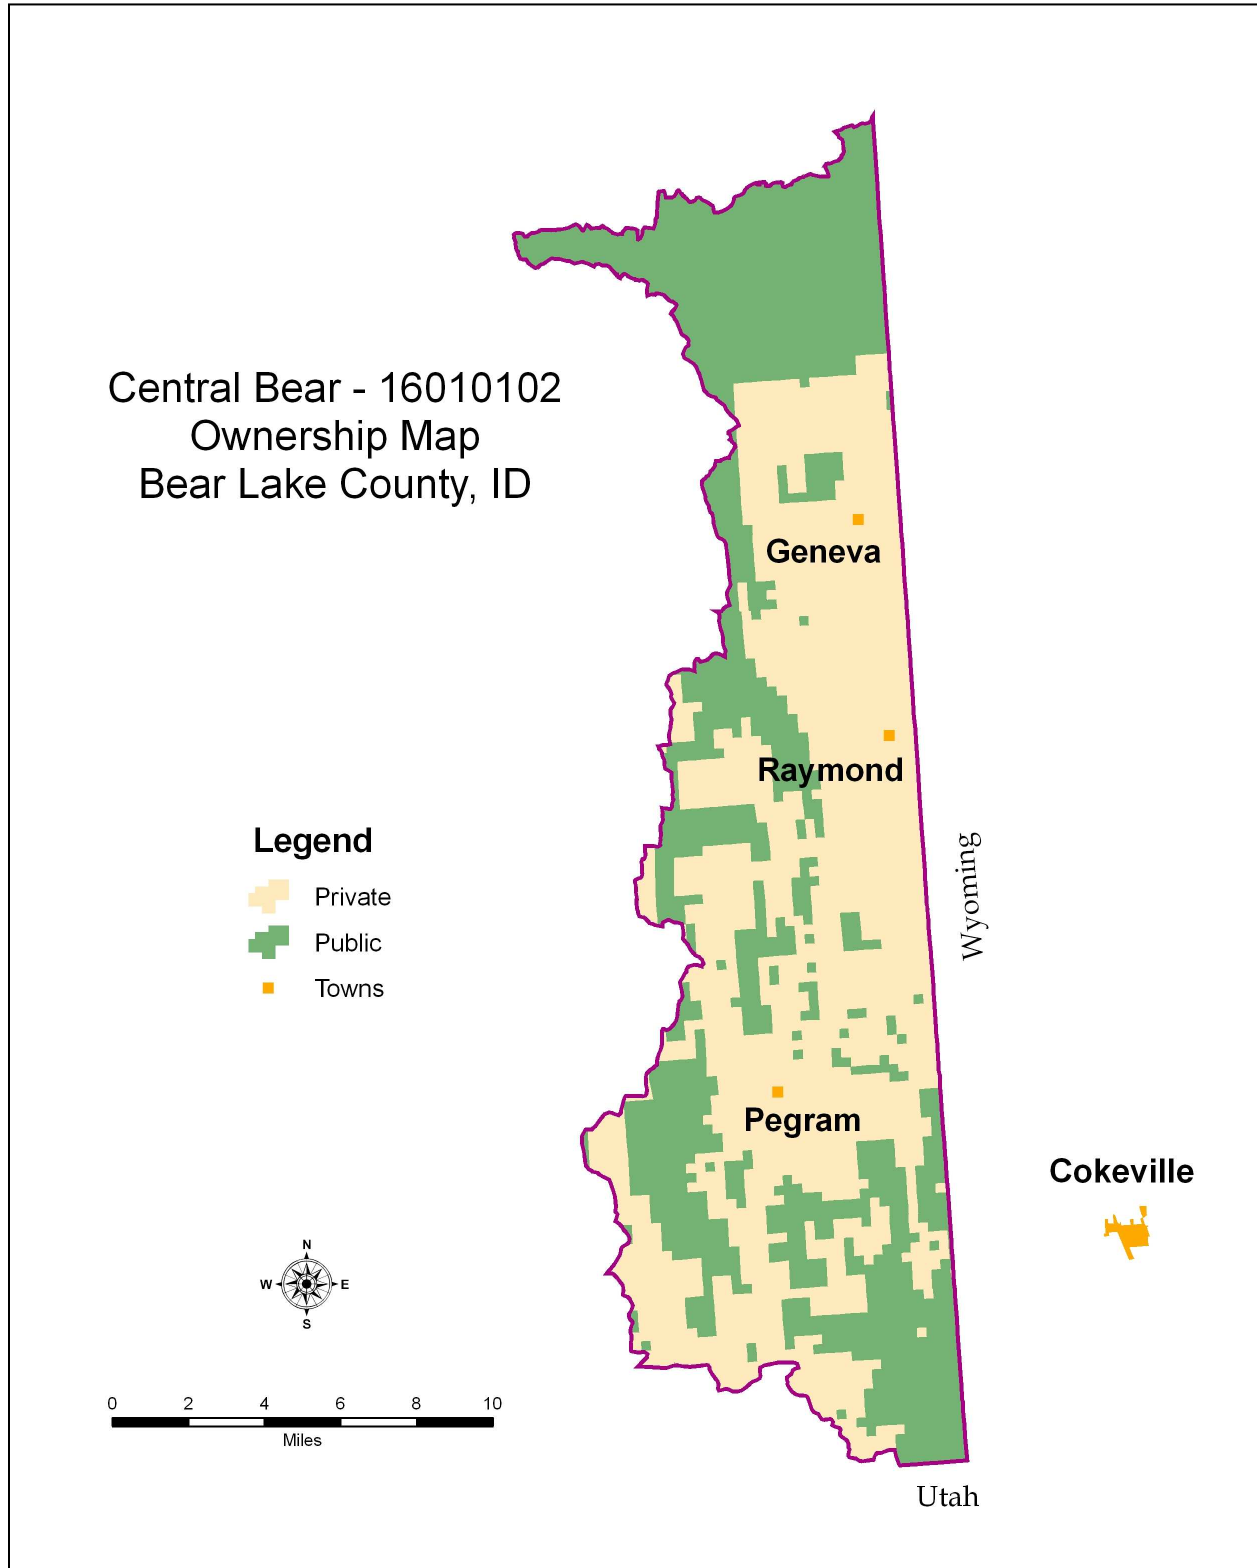 Central Bear - 16010102
Ownership Map
Bear Lake County, ID
Geneva
Raymond
Wyoming
Legend
Private
Public
Towns
Pegram
Cokeville
N
W E
S
0 2 4 6 8 10
Miles
Utah